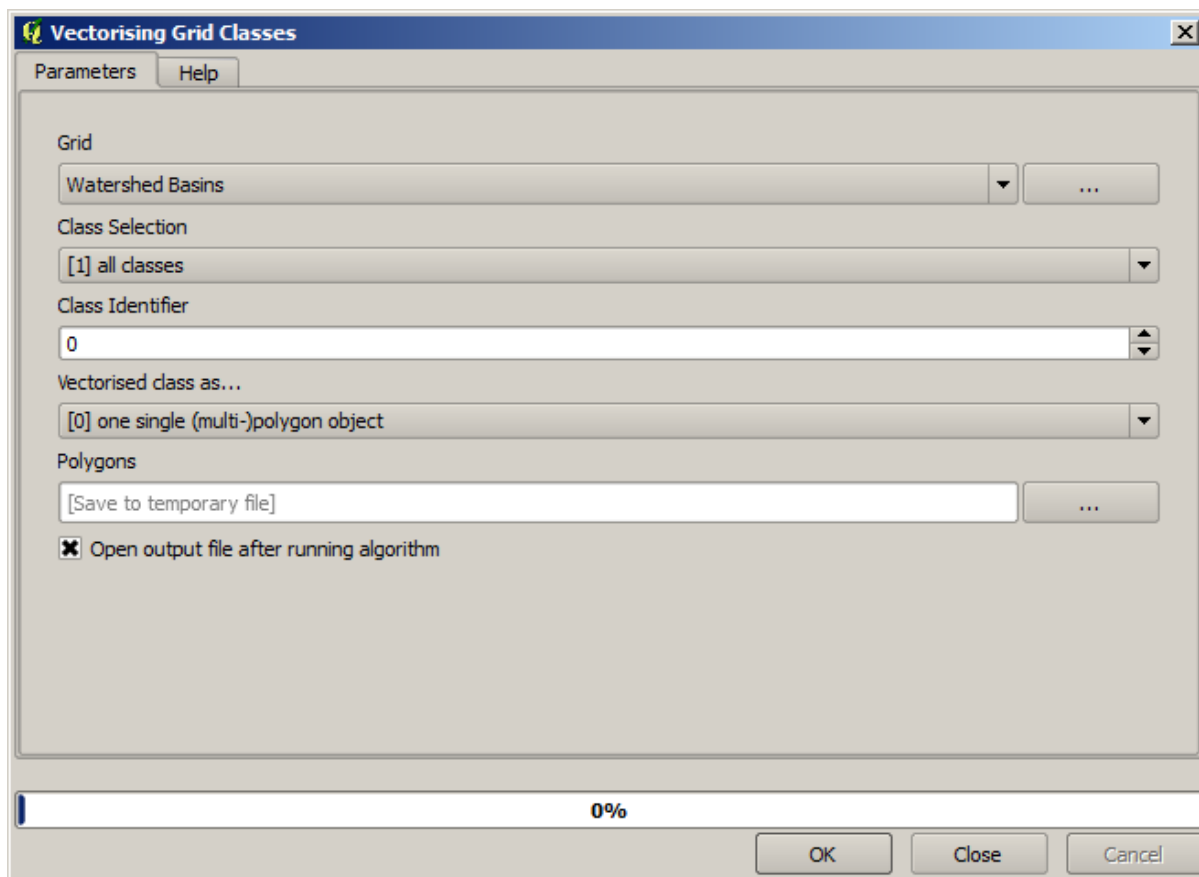 Vectorising Grid Classes
Parameters Help
Grid
Watershed Basins ...
Class Selection
[1] all classes
Class Identifier
0
Vectorised class as...
[0] one single (multi-)polygon object
Polygons
[Save to temporary file] ...
Open output file after running algorithm
0%
OK Close Cancel